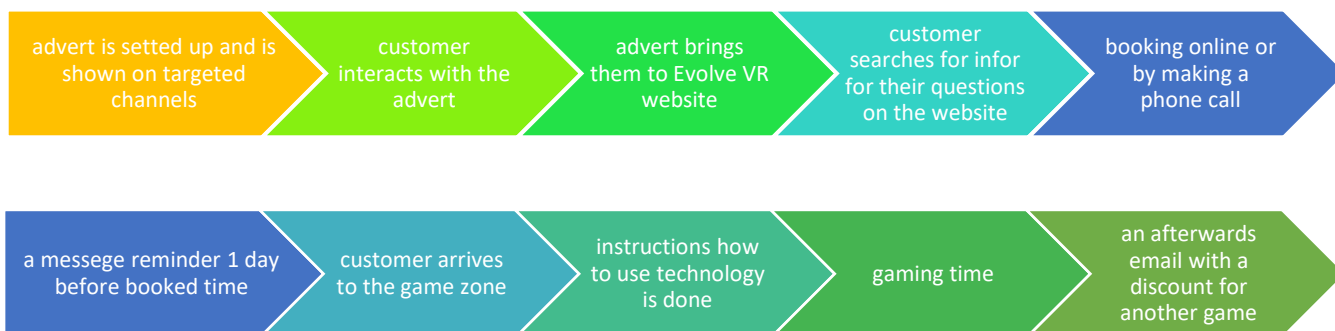 advert is setted up and is
shown on targeted
channels
customer
interacts with the
advert
advert brings
them to Evolve VR
website
customer
searches for infor
for their questions
on the website
booking online or
by making a
phone call
a messege reminder 1 day
before booked time
customer arrives
to the game zone
instructions how
to use technology
is done
gaming time
an afterwards
email with a
discount for
another game